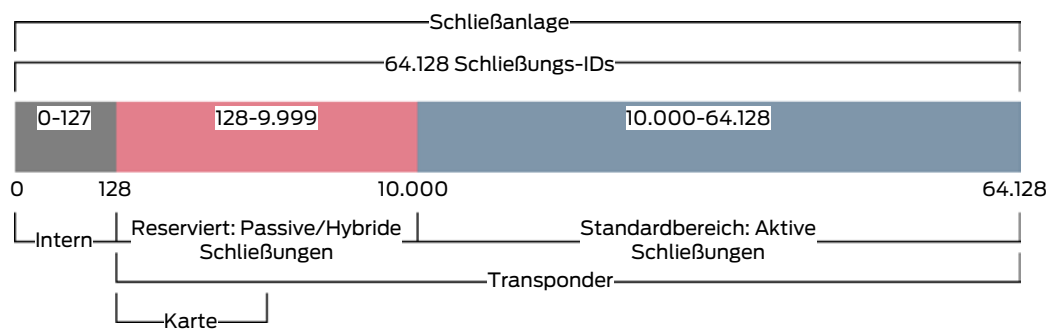 Schließanlage
64.128 Schließungs-IDs
0-127
128-9.999
10.000-64.128
0
128
10.000
64.128
Intern
Reserviert: Passive/Hybride
Schließungen
Standardbereich: Aktive
Schließungen
Transponder
Karte